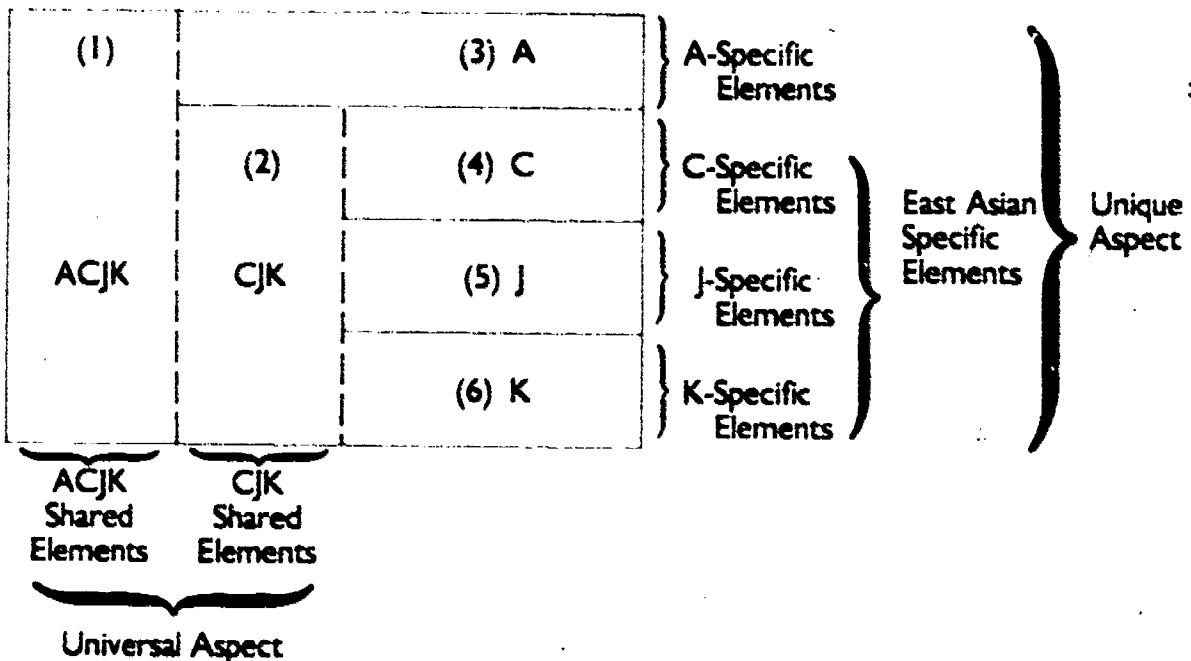 (1)
(3) A
A-Specific
Elements
(2)
(4) C
C-Specific
Elements
ACJK
CJK
(5) J
J-Specific
Elements
(6) K
K-Specific
Elements
East Asian
Specific
Elements
Unique
Aspect
ACJK
Shared
Elements
CJK
Shared
Elements
Universal Aspect